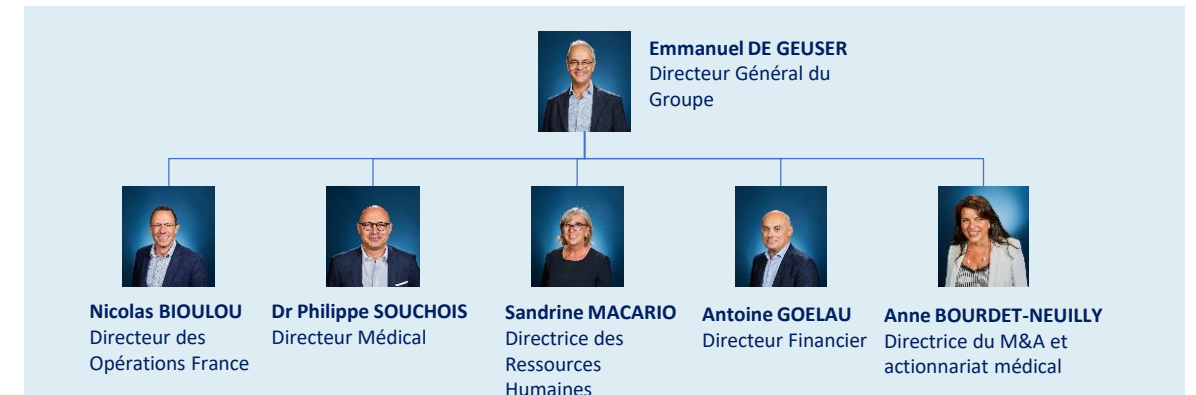 Emmanuel DE GEUSER
Directeur Général du
Groupe
Nicolas BIOULOU
Directeur des
Opérations France
Dr Philippe SOUCHOIS
Directeur Médical
Sandrine MACARIO
Directrice des
Ressources
Humaines
Antoine GOELAU
Directeur Financier
Anne BOURDET-NEUILLY
Directrice du M&A et
actionnariat médical